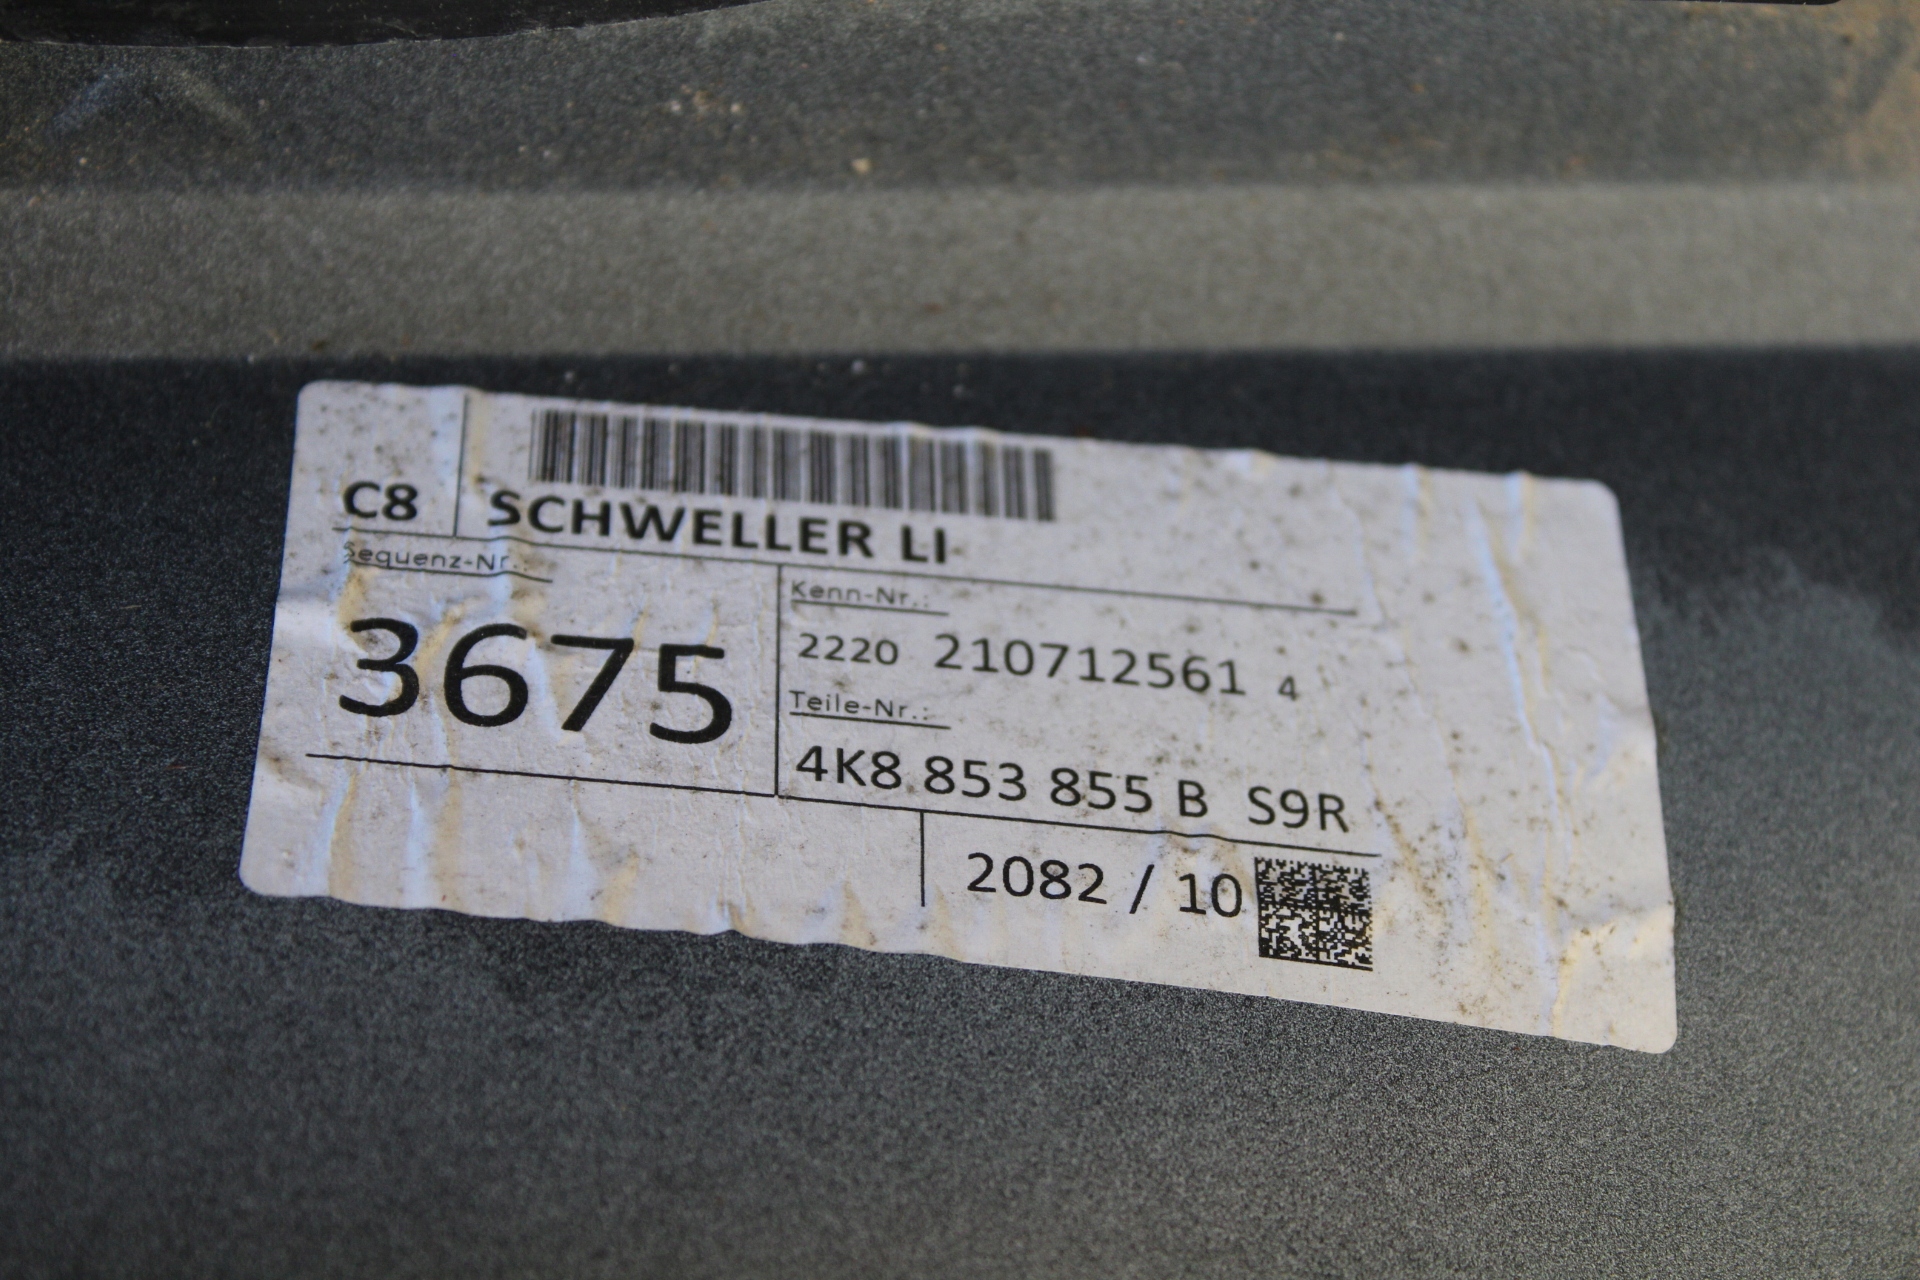 C8 SCHWELLER LI
Sequenz-Nr.:
3675
Kenn-Nr.:
2220 210712561 4
Teile-Nr.:
4K8 853 855 B S9R
2082 / 10